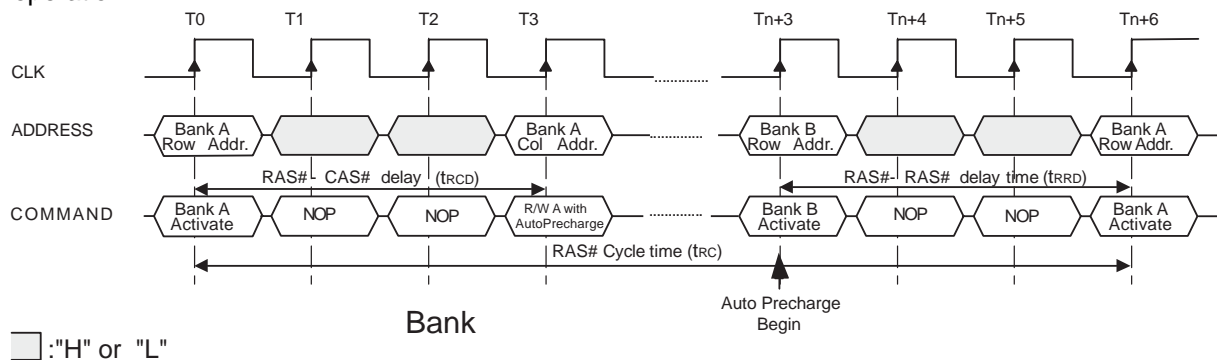 T0 T1 T2 T3 Tn+3 Tn+4 Tn+5 Tn+6
CLK
ADDRESS
Bank A
Row Addr.
Bank A
Col Addr.
Bank B
Row Addr.
Bank A
Row Addr.
RAS# - CAS# delay (tRCD)
RAS# - RAS# delay time (tRRD)
COMMAND
Bank A
Activate
NOP
NOP
R/W A with
AutoPrecharge
Bank B
Activate
NOP
NOP
Bank A
Activate
RAS# Cycle time (tRC)
Auto Precharge
Begin
Bank
:"H" or "L"